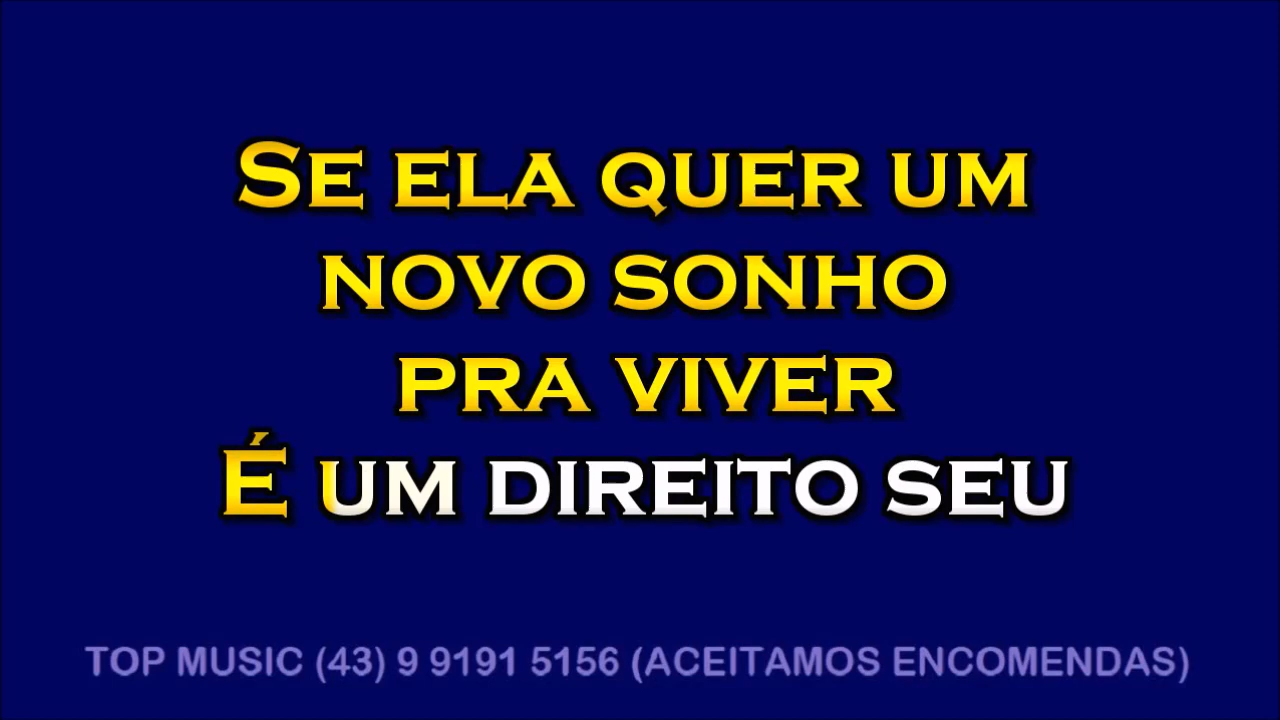 SE ELA QUER UM
NOVO SONHO
PRA VIVER
É UM DIREITO SEU
TOP MUSIC (43) 9 9191 5156 (ACEITAMOS ENCOMENDAS)